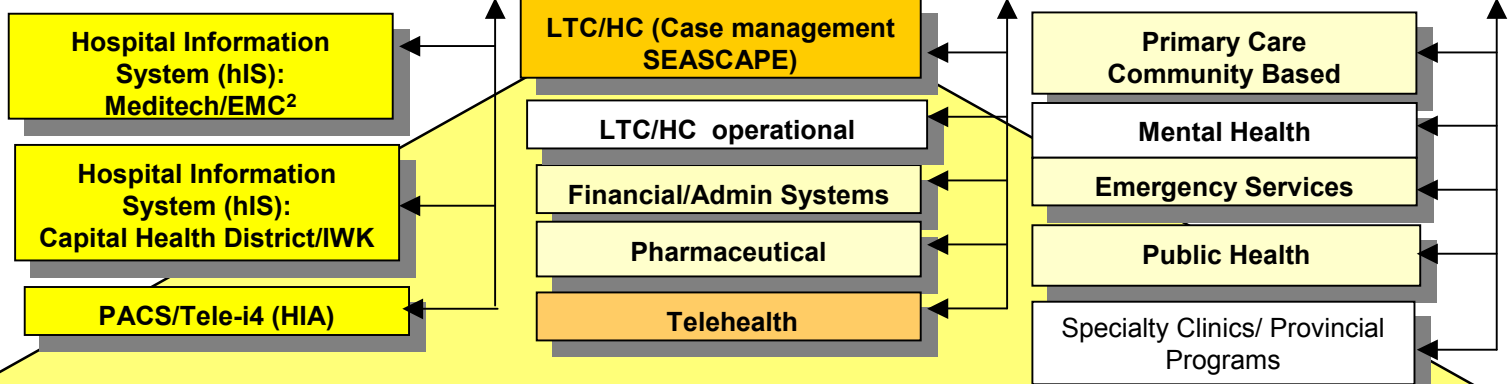 Hospital Information
System (hIS):
Meditech/EMC²
Hospital Information
System (hIS):
Capital Health District/IWK
PACS/Tele-i4 (HIA)
LTC/HC (Case management
SEASCAPE)
LTC/HC operational
Financial/Admin Systems
Pharmaceutical
Telehealth
Primary Care
Community Based
Mental Health
Emergency Services
Public Health
Specialty Clinics/ Provincial
Programs